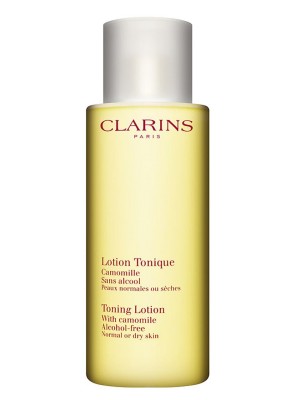 CLARINS
PARIS
Lotion Tonique
Camomille
Sans alcool
Peaux normales ou sèches
Toning Lotion
With camomile
Alcohol-free
Normal or dry skin